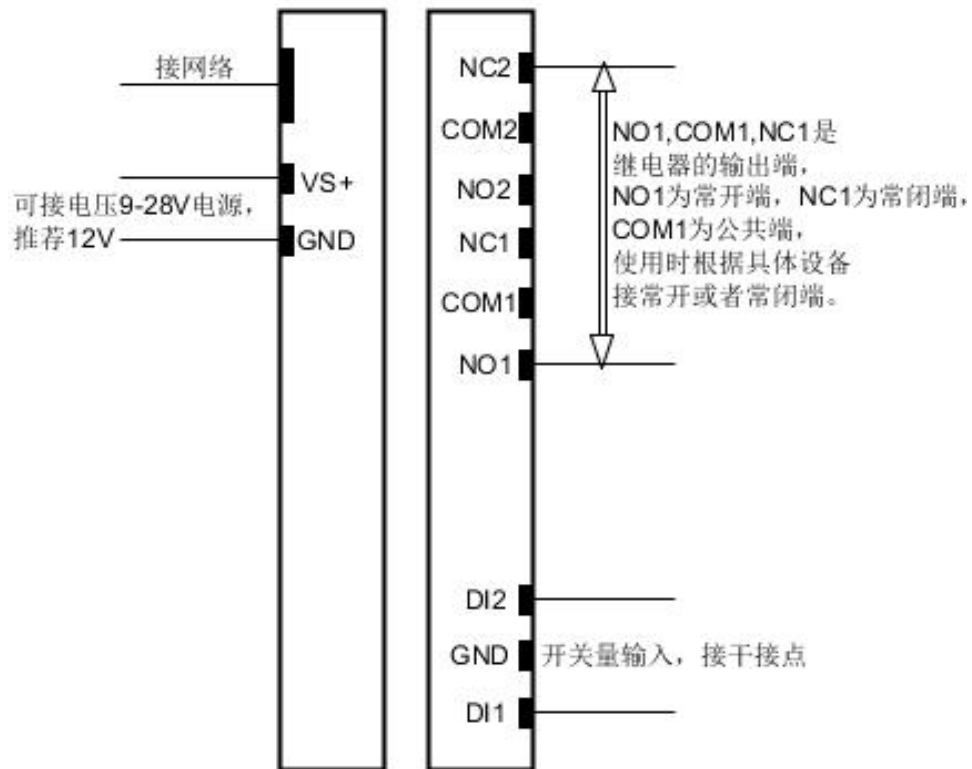 接网络
VS+
可接电压9-28V电源，
推荐12V
GND
NC2
COM2
NO2
NC1
COM1
NO1
NO1,COM1,NC1是
继电器的输出端，
NO1为常开端，NC1为常闭端，
COM1为公共端，
使用时根据具体设备
接常开或者常闭端。
DI2
GND 开关量输入，接干接点
DI1